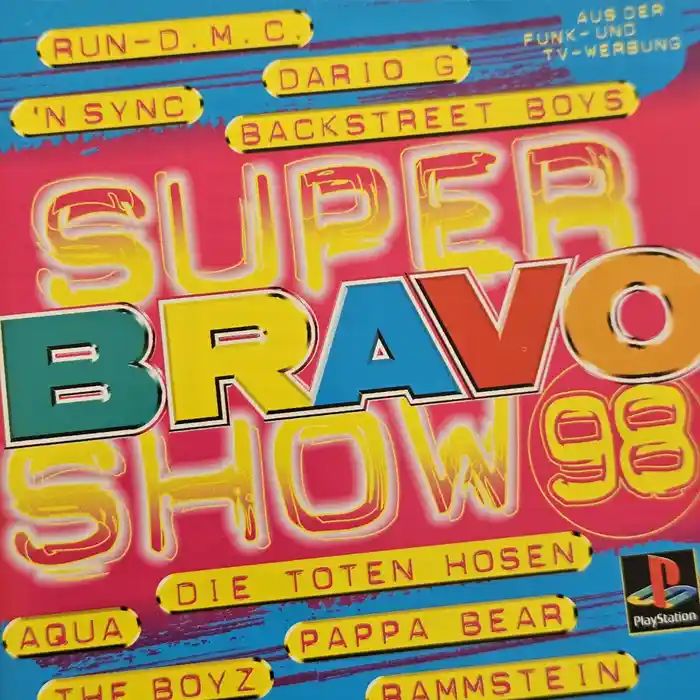 RUN-D.M.C.
AUS DER
FUNK- UND
TV-WERBUNG
DARIO G
'N SYNC
BACKSTREET BOYS
SUPER
BRAVO
SHOW 98
DIE TOTEN HOSEN
PlayStation
AQUA
PAPPA BEAR
THE BOYZ
RAMMSTEIN